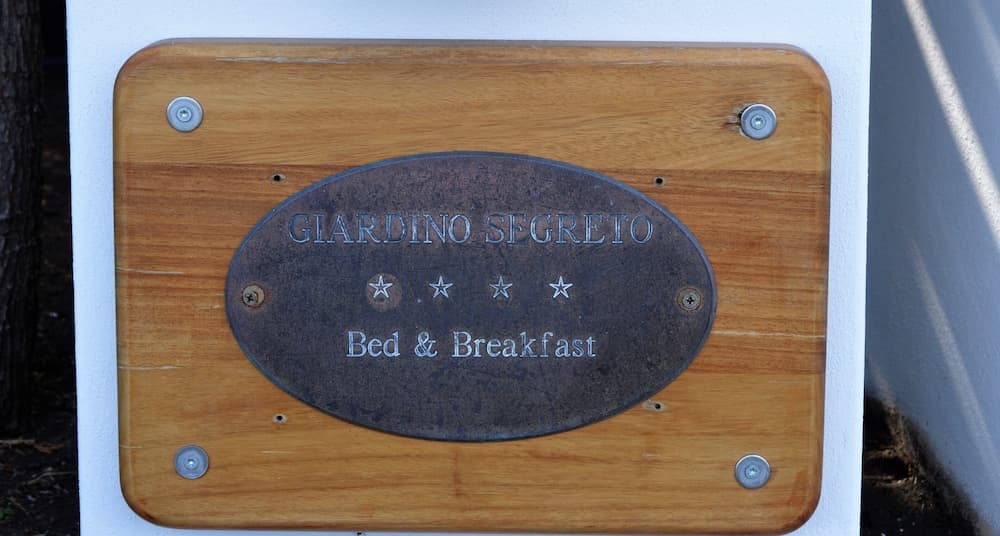 GIARDINO SEGRETO
☆ ☆ ☆ ☆
Bed & Breakfast